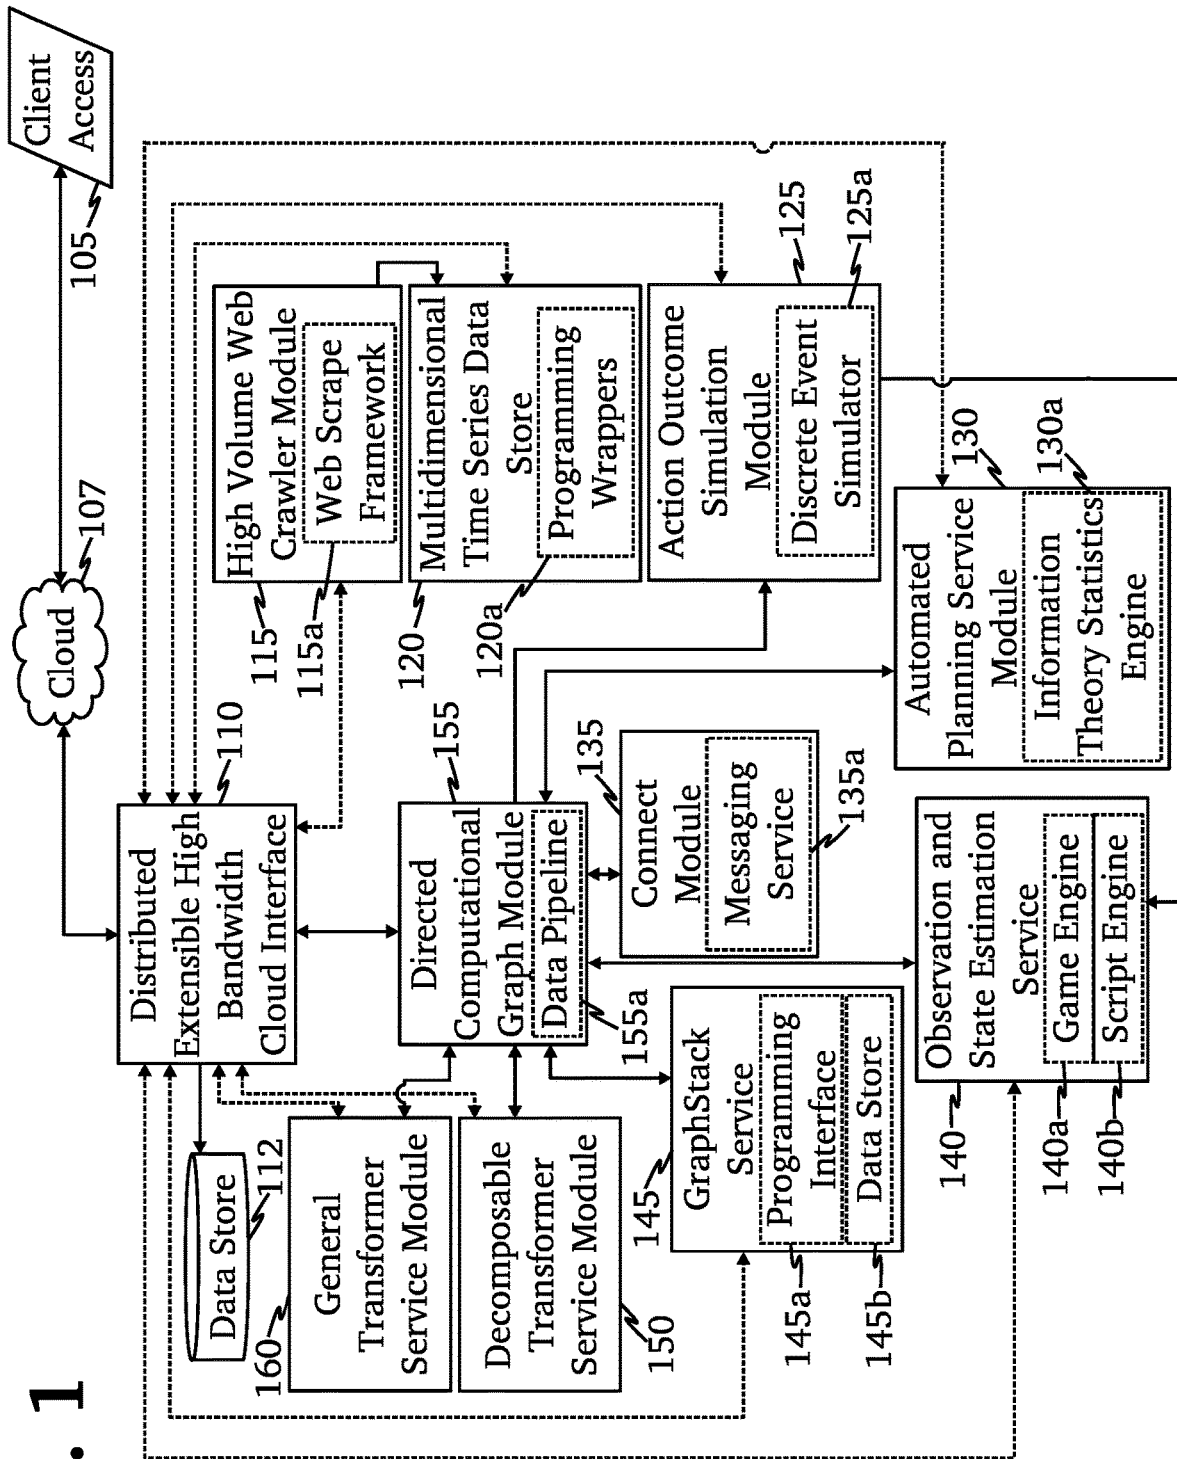 Client
Access
105
Cloud
107
Distributed
Extensible High
Bandwidth
Cloud Interface
110
Data Store
112
High Volume Web
Crawler Module
Web Scrape
Framework
115
115a
Multidimensional
Time Series Data
Store
Programming
Wrappers
120
120a
Action Outcome
Simulation
Module
Discrete Event
Simulator
125
125a
Automated
Planning Service
Module
Information
Theory Statistics
Engine
130
130a
Directed
Computational
Graph Module
Data Pipeline
155
155a
Connect
Module
Messaging
Service
135
135a
General
Transformer
Service Module
160
Decomposable
Transformer
Service Module
150
GraphStack
Service
Programming
Interface
Data Store
145
145a
145b
Observation and
State Estimation
Service
Game Engine
Script Engine
140
140a
140b
. 1